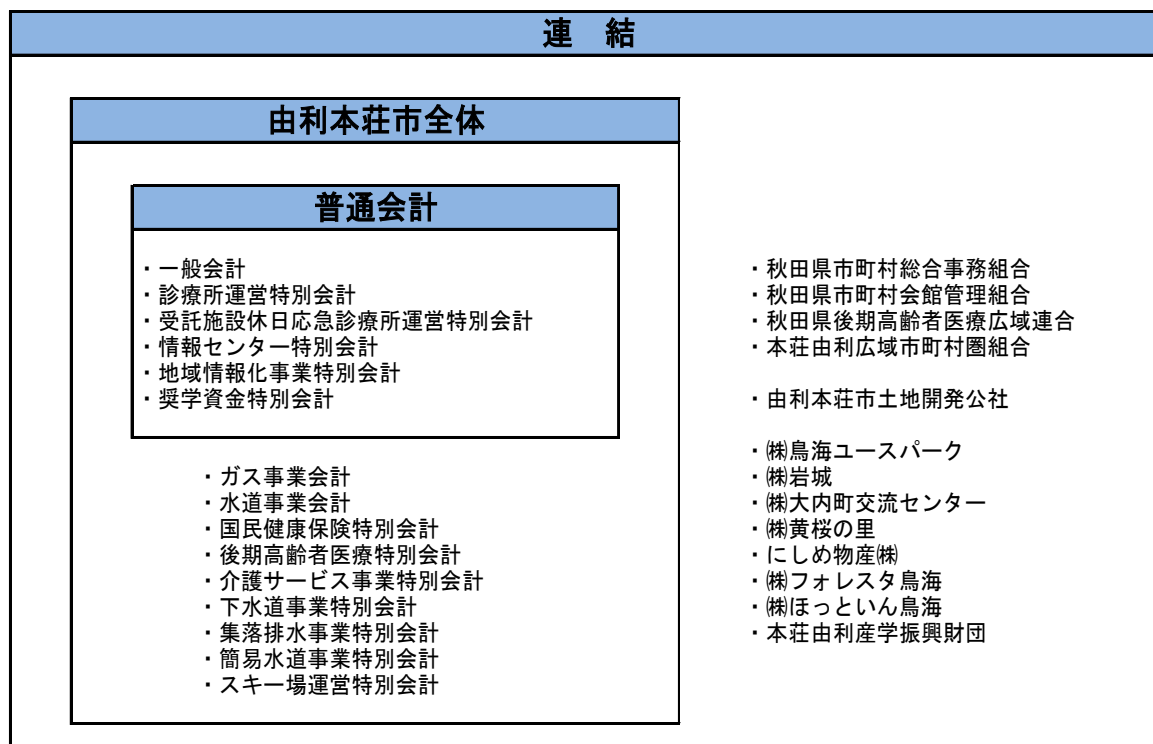 連　結
由利本荘市全体
普通会計
・一般会計
・診療所運営特別会計
・受託施設休日応急診療所運営特別会計
・情報センター特別会計
・地域情報化事業特別会計
・奨学資金特別会計
・ガス事業会計
・水道事業会計
・国民健康保険特別会計
・後期高齢者医療特別会計
・介護サービス事業特別会計
・下水道事業特別会計
・集落排水事業特別会計
・簡易水道事業特別会計
・スキー場運営特別会計
・秋田県市町村総合事務組合
・秋田県市町村会館管理組合
・秋田県後期高齢者医療広域連合
・本荘由利広域市町村圏組合
・由利本荘市土地開発公社
・㈱鳥海ユースパーク
・㈱岩城
・㈱大内町交流センター
・㈱黄桜の里
・にしめ物産㈱
・㈱フォレスタ鳥海
・㈱ほっといん鳥海
・本荘由利産学振興財団